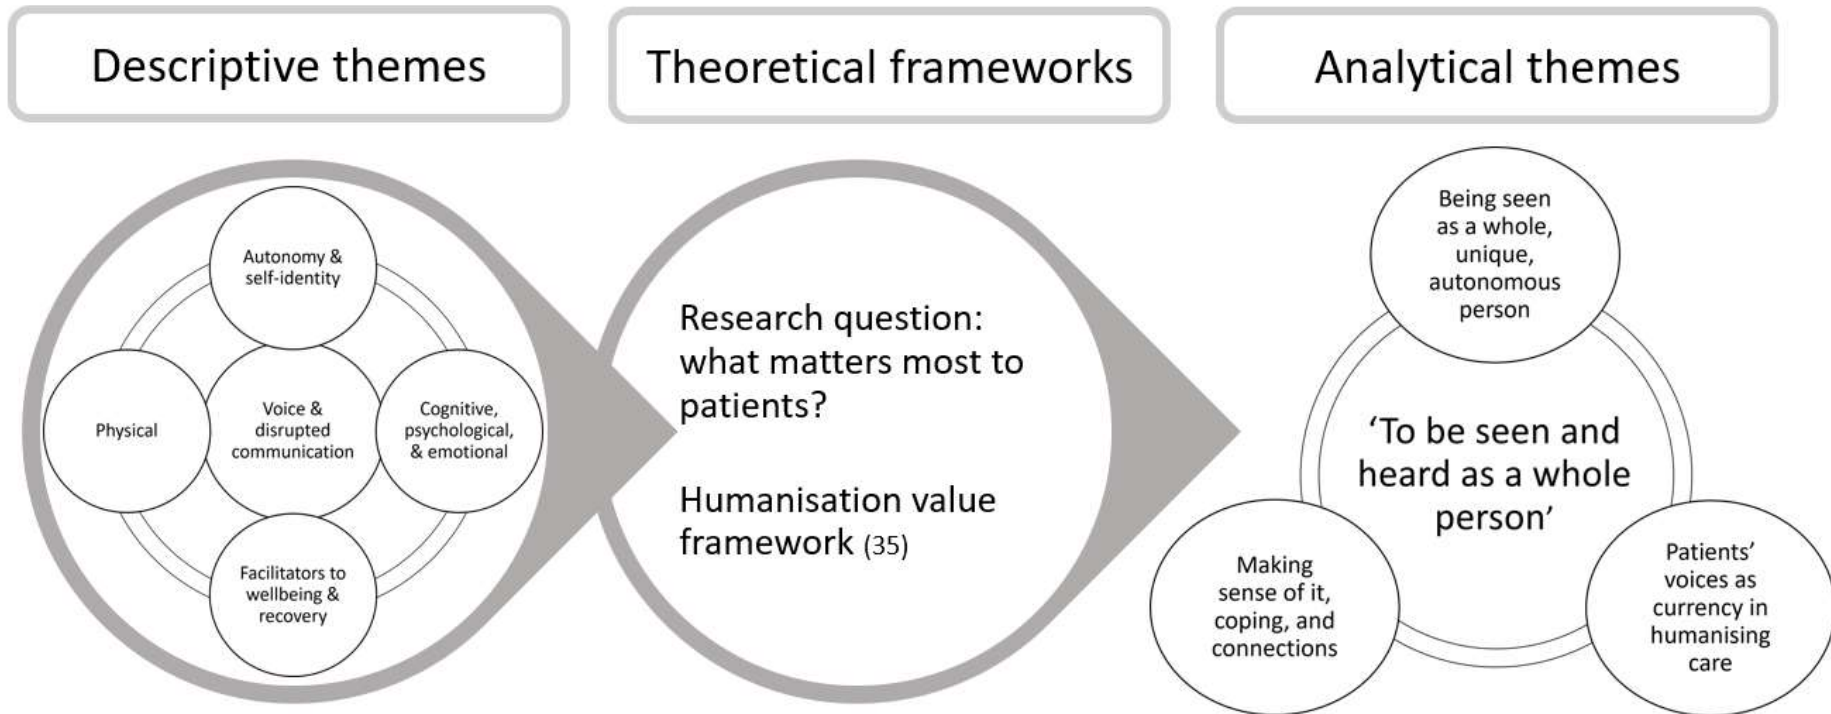 Descriptive themes
Theoretical frameworks
Analytical themes
Autonomy &
self-identity
Physical
Voice &
disrupted
communication
Cognitive,
psychological,
& emotional
Facilitators to
wellbeing &
recovery
Research question:
what matters most to
patients?
Humanisation value
framework (35)
Being seen
as a whole,
unique,
autonomous
person
‘To be seen and
heard as a whole
person’
Making
sense of it,
coping, and
connections
Patients’
voices as
currency in
humanising
care